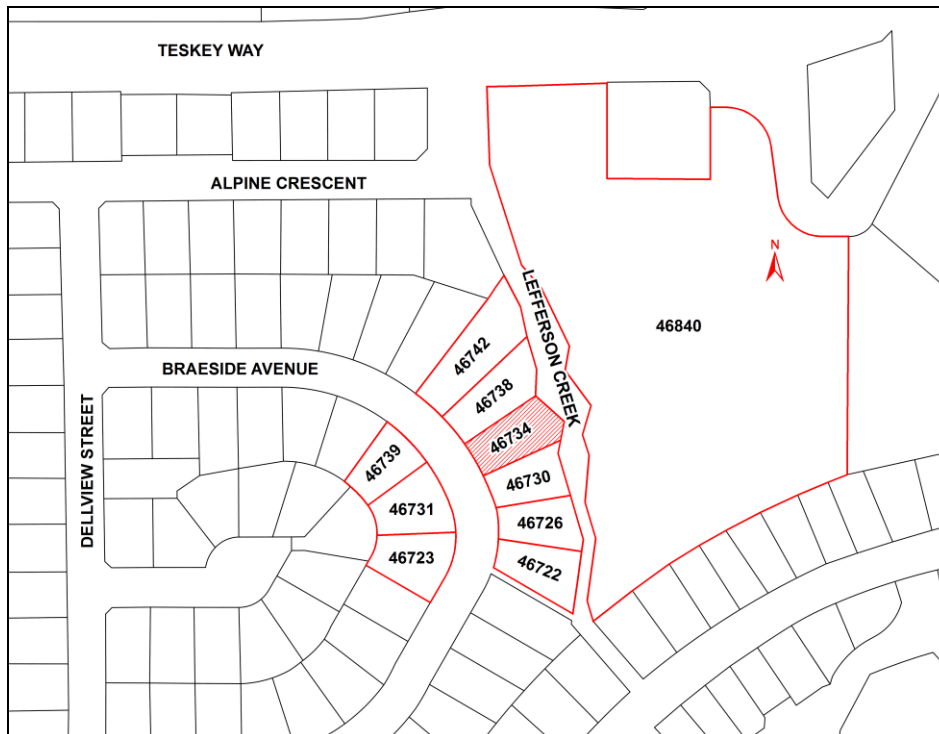 TESKEY WAY
ALPINE CRESCENT
N
LEFFERSON CREEK
46840
46742
BRAESIDE AVENUE
46738
46734
DELLVIEW STREET
46739
46730
46731
46726
46723
46722